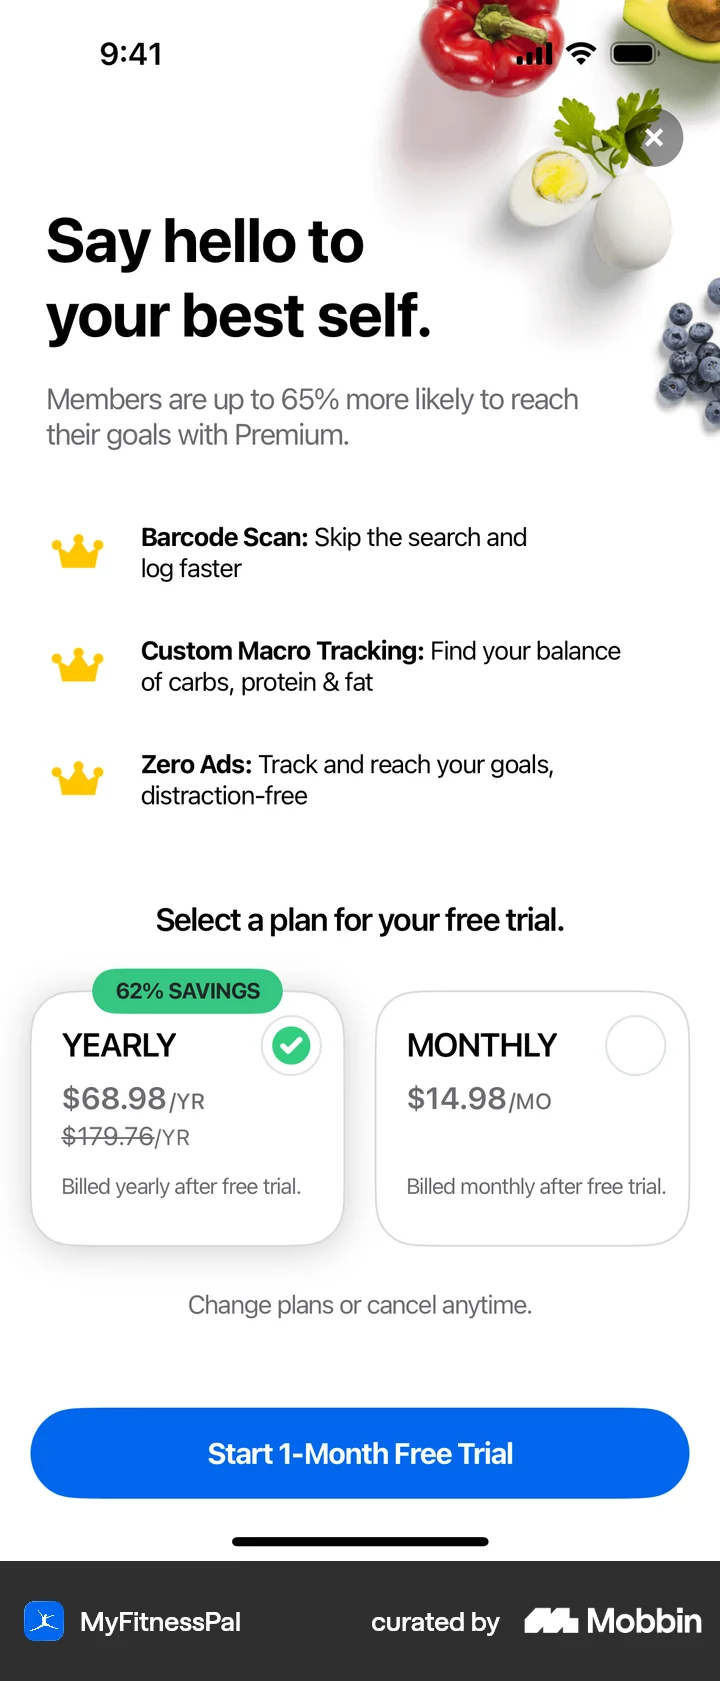 9:41
Say hello to
your best self.
Members are up to 65% more likely to reach
their goals with Premium.
Barcode Scan: Skip the search and
log faster
Custom Macro Tracking: Find your balance
of carbs, protein & fat
Zero Ads: Track and reach your goals,
distraction-free
Select a plan for your free trial.
62% SAVINGS
YEARLY
$68.98/YR
$179.76/YR
Billed yearly after free trial.
MONTHLY
$14.98/MO
Billed monthly after free trial.
Change plans or cancel anytime.
Start 1-Month Free Trial
MyFitnessPal
curated by Mobbin